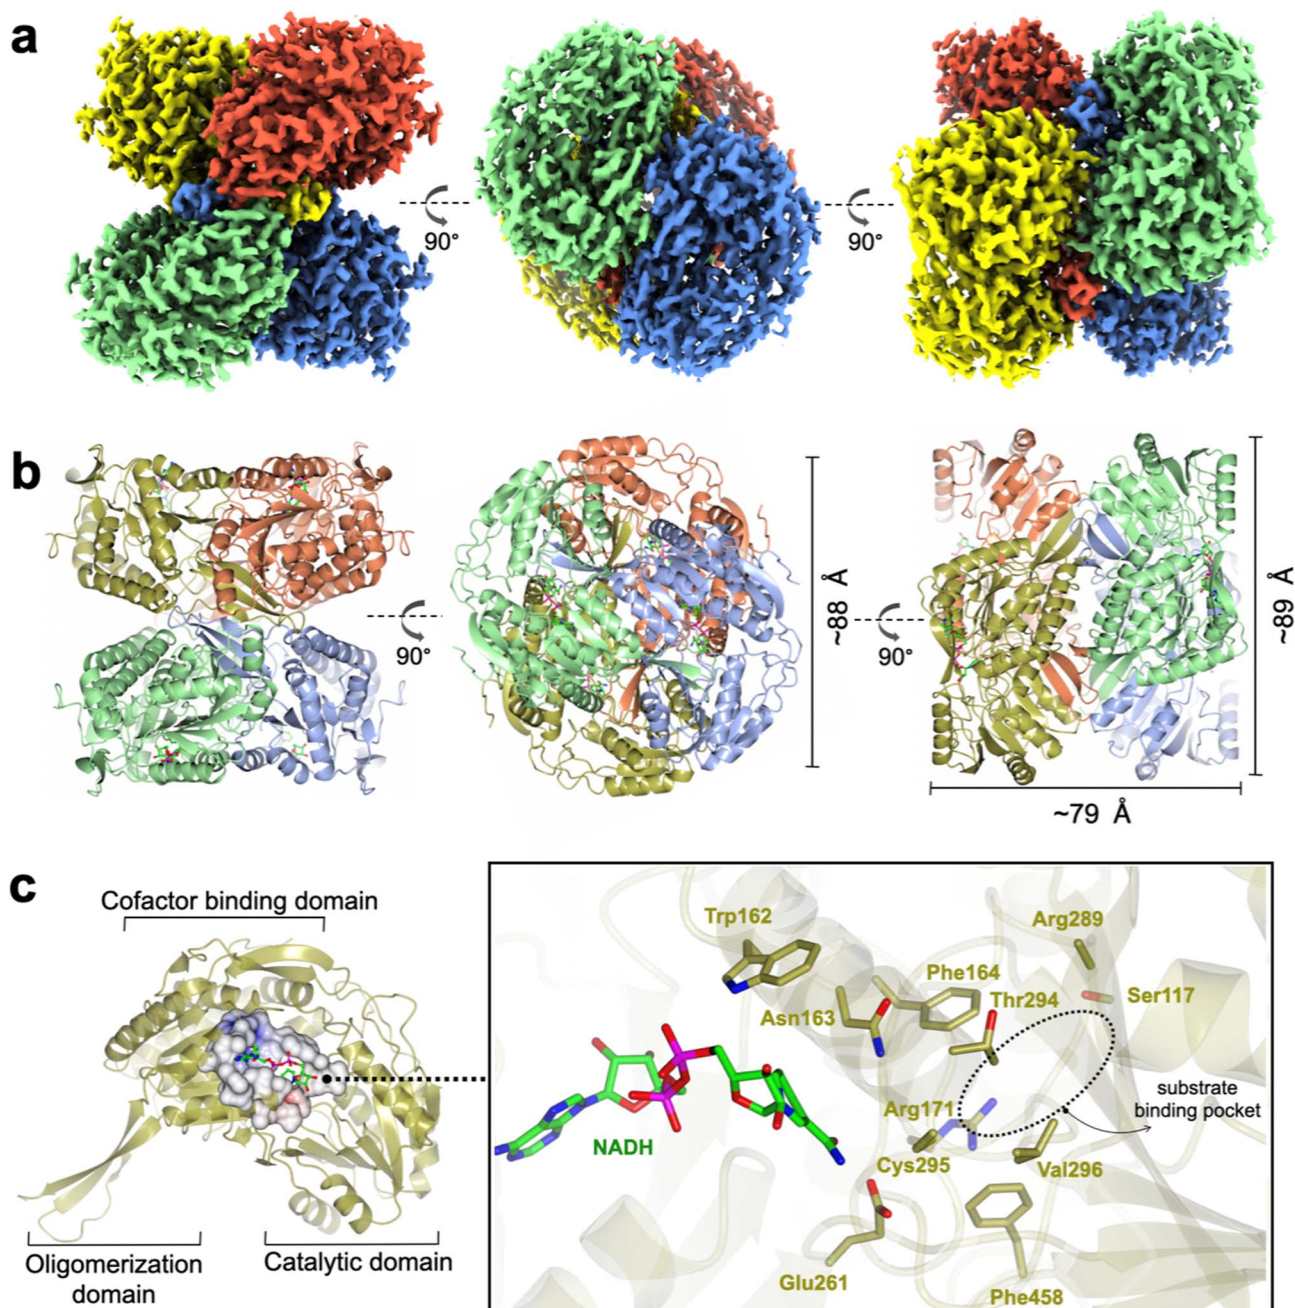 a
90°
90°
b
90°
~88 Å
90°
~89 Å
~79 Å
c
Cofactor binding domain
Oligomerization
domain
Catalytic domain
Trp162
Arg289
Phe164
Ser117
Thr294
Asn163
substrate
binding pocket
Arg171
NADH
Cys295
Val296
Glu261
Phe458